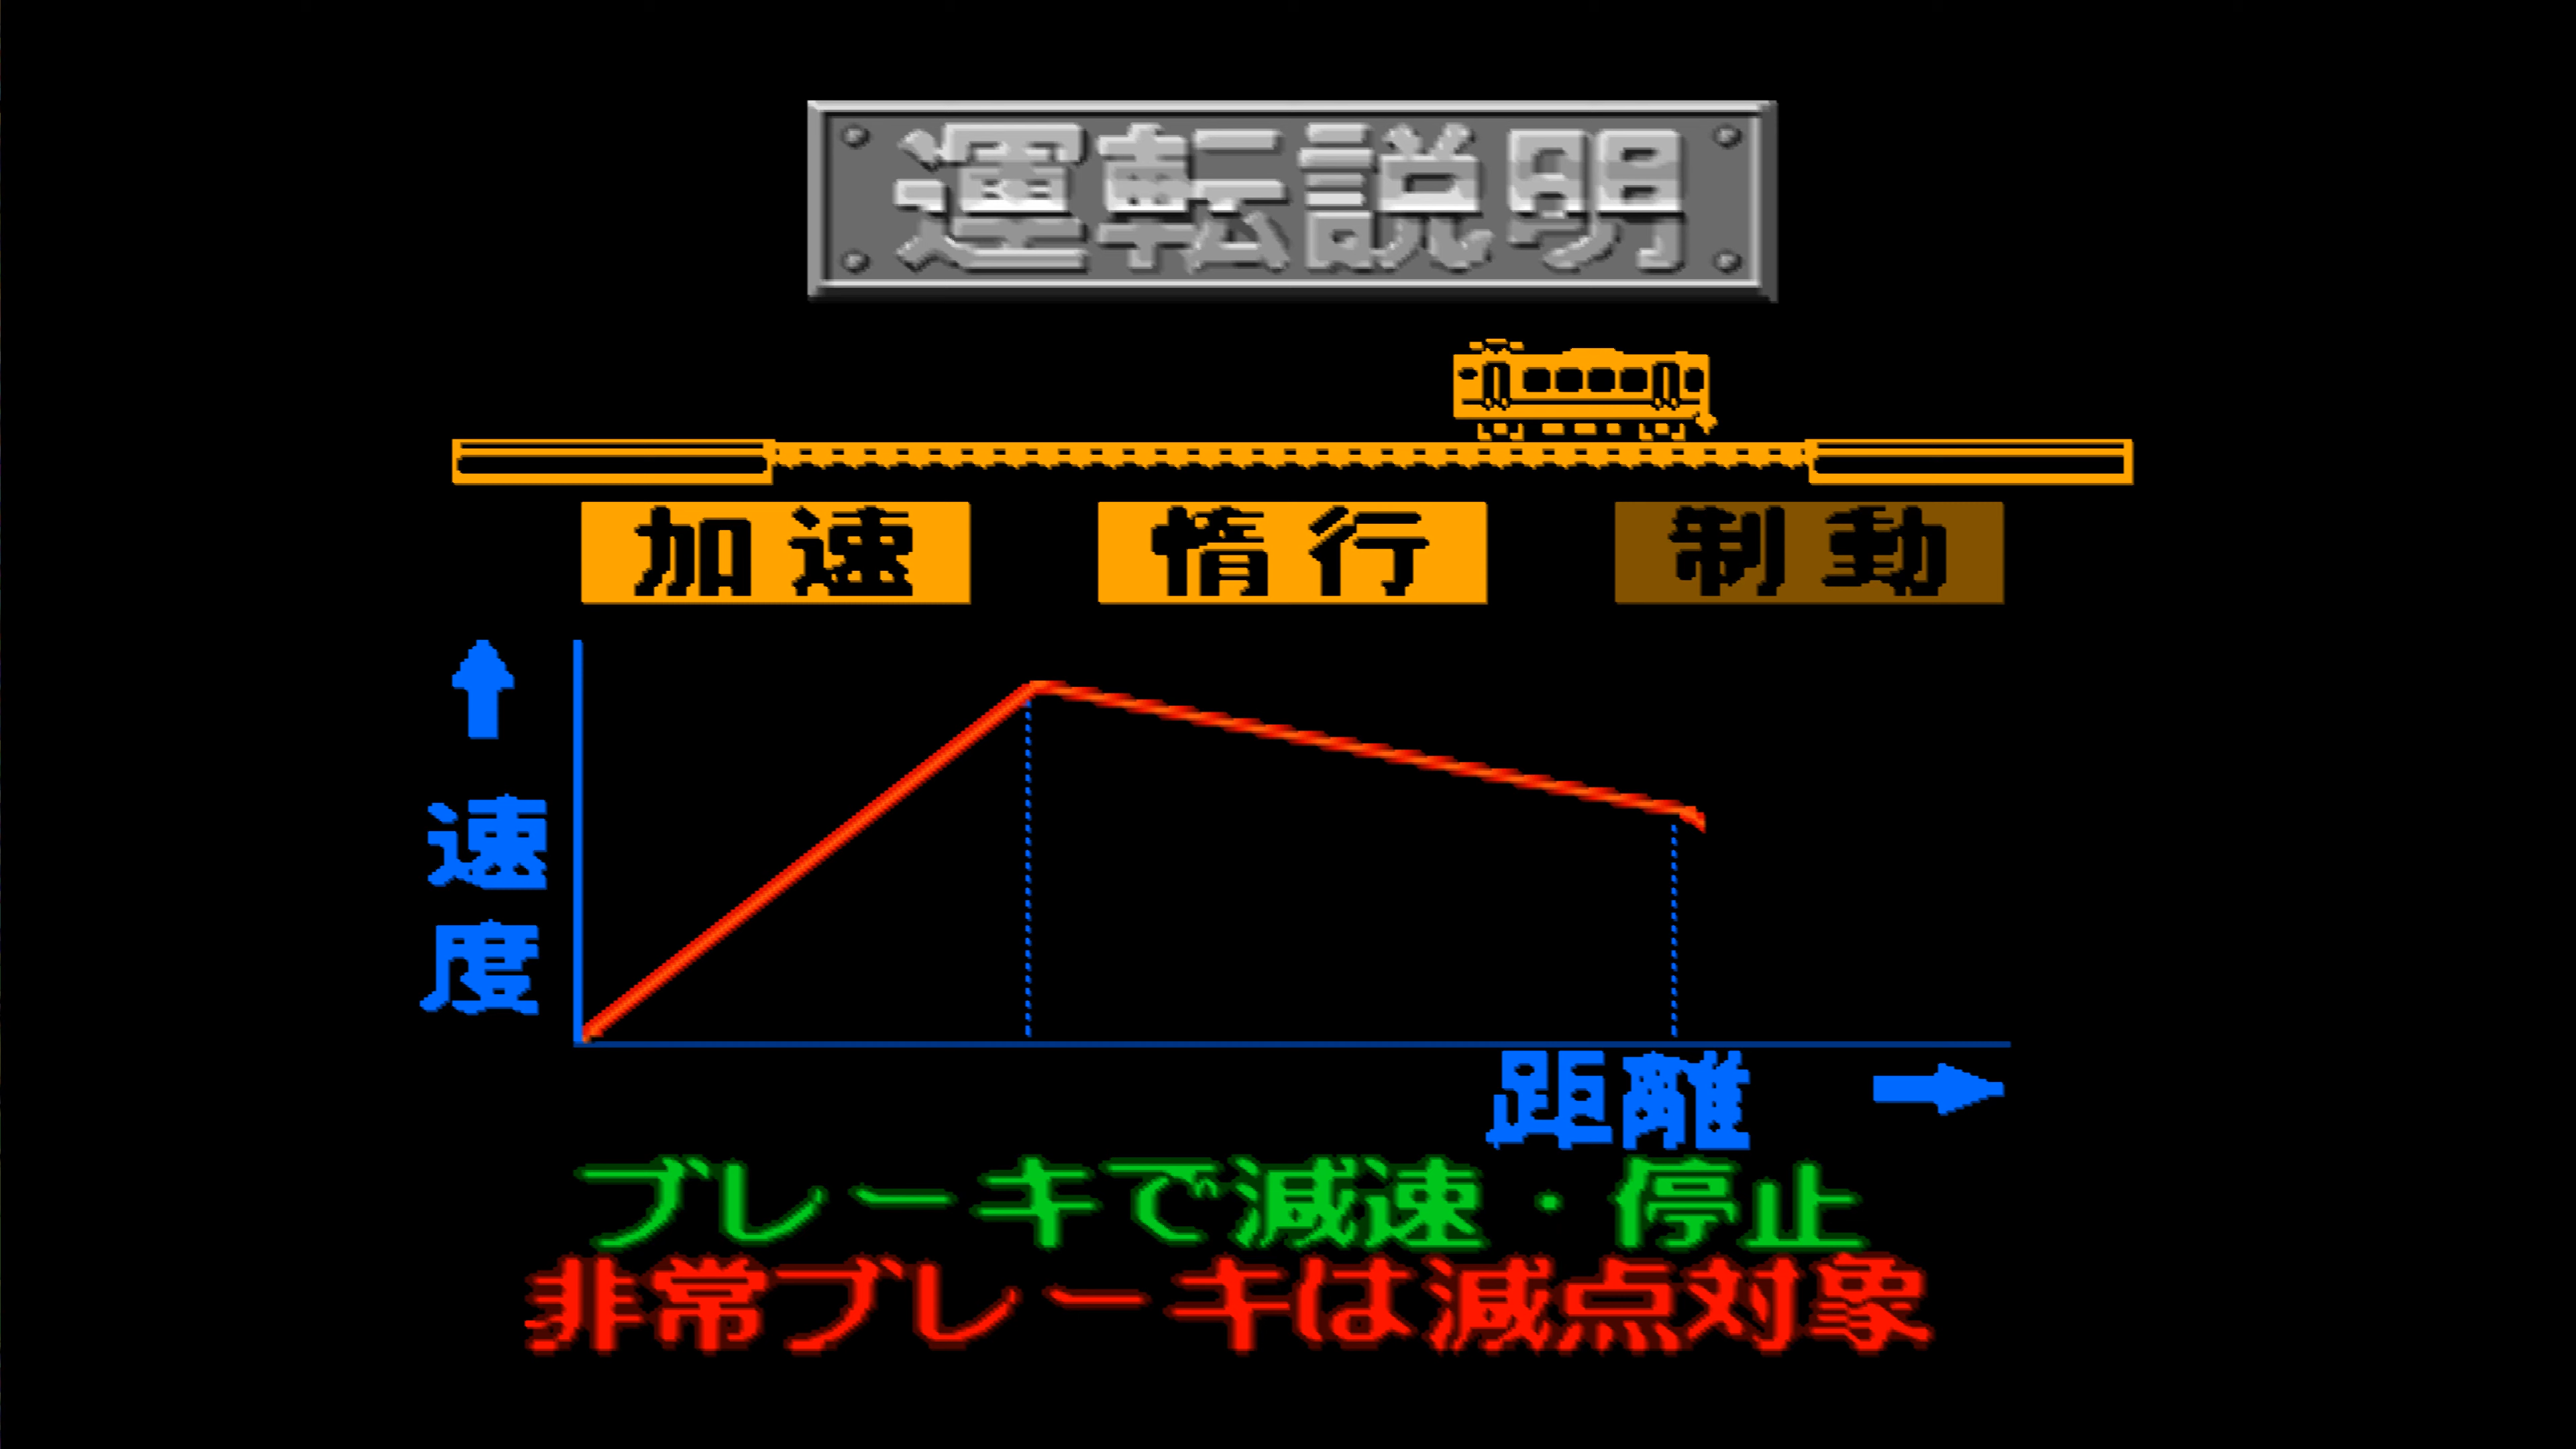 運転説明
加速 惰行 制動
速度
距離
ブレーキで減速・停止
非常ブレーキは減点対象